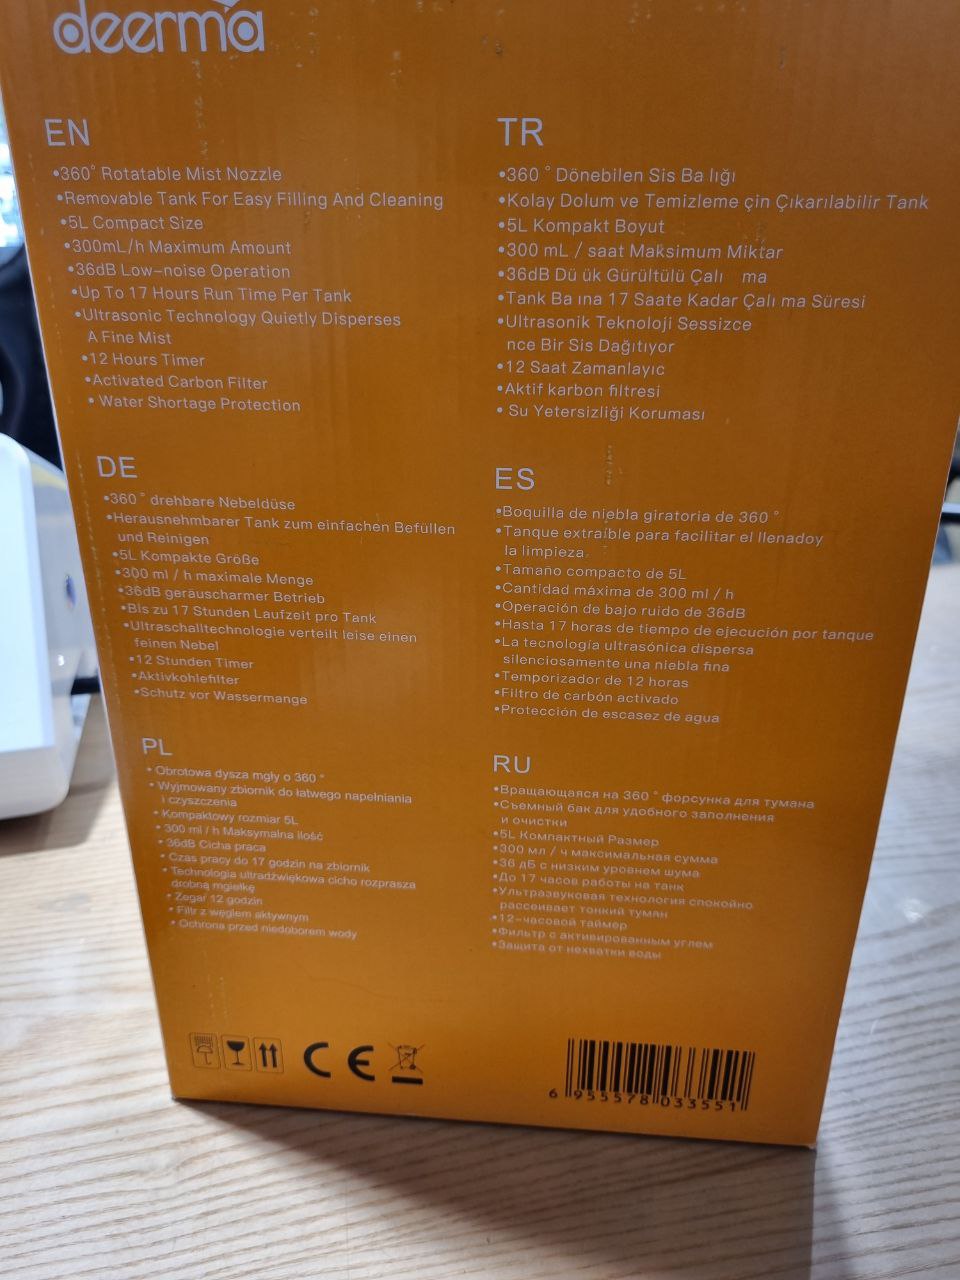 deerma
EN
•360° Rotatable Mist Nozzle
•Removable Tank For Easy Filling And Cleaning
•5L Compact Size
•300mL/h Maximum Amount
•36dB Low-noise Operation
•Up To 17 Hours Run Time Per Tank
•Ultrasonic Technology Quietly Disperses
A Fine Mist
•12 Hours Timer
•Activated Carbon Filter
• Water Shortage Protection
TR
•360 ° Dönebilen Sis Ba lığı
•Kolay Dolum ve Temizleme çin Çıkarılabilir Tank
•5L Kompakt Boyut
•300 mL / saat Maksimum Miktar
•36dB Dü ük Gürültülü Çalı ma
•Tank Ba ına 17 Saate Kadar Çalı ma Süresi
•Ultrasonik Teknoloji Sessizce
nce Bir Sis Dağıtıyor
•12 Saat Zamanlayıc
•Aktif karbon filtresi
• Su Yetersizliği Koruması
DE
•360 ° drehbare Nebeldüse
•Herausnehmbarer Tank zum einfachen Befüllen
und Reinigen
•5L Kompakte Größe
•300 ml / h maximale Menge
•36dB geräuscharmer Betrieb
•Bis zu 17 Stunden Laufzeit pro Tank
•Ultraschalltechnologie verteilt leise einen
feinen Nebel
•12 Stunden Timer
•Aktivkohlefilter
•Schutz vor Wassermange
ES
•Boquilla de niebla giratoria de 360 °
•Tanque extraíble para facilitar el llenadoy
la limpieza
•Tamaño compacto de 5L
•Cantidad máxima de 300 ml / h
•Operación de bajo ruido de 36dB
•Hasta 17 horas de tiempo de ejecución por tanque
•La tecnología ultrasónica dispersa
silenciosamente una niebla fina
•Temporizador de 12 horas
•Filtro de carbón activado
•Protección de escasez de agua
PL
• Obrotowa dysza mgły o 360 °
• Wyjmowany zbiornik do łatwego napełniania
i czyszczenia
• Kompaktowy rozmiar 5L
• 300 ml / h Maksymalna ilość
• 36dB Cicha praca
• Czas pracy do 17 godzin na zbiornik
• Technologia ultradźwiękowa cicho rozprasza
drobną mgiełkę
• Zegar 12 godzin
• Filtr z węglem aktywnym
• Ochrona przed niedoborem wody
RU
•Вращающаяся на 360 ° форсунка для тумана
•Съемный бак для удобного заполнения
и очистки
•5L Компактный Размер
•300 мл / ч максимальная сумма
•36 дБ с низким уровнем шума
•До 17 часов работы на танк
•Ультразвуковая технология спокойно
рассеивает тонкий туман
•12-часовой таймер
•Фильтр с активированным углем
•Защита от нехватки воды
CE
6 955578 033551